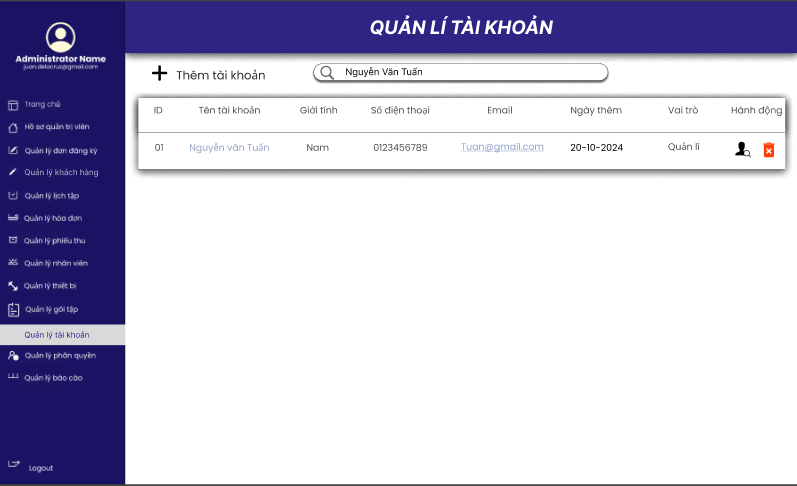 QUẢN LÍ TÀI KHOẢN
Administrator Name
juan.delacruz@gmail.com
Trang chủ
Hồ sơ quản trị viên
Quản lý đơn đăng ký
Quản lý khách hàng
Quản lý lịch tập
Quản lý hóa đơn
Quản lý phiếu thu
Quản lý nhân viên
Quản lý thiết bị
Quản lý gói tập
Quản lý tài khoản
Quản lý phân quyền
Quản lý báo cáo
Logout
Thêm tài khoản
Nguyễn Văn Tuấn
ID Tên tài khoản Giới tính Số điện thoại Email Ngày thêm Vai trò Hành động
01 Nguyễn văn Tuấn Nam 0123456789 Tuan@gmail.com 20-10-2024 Quản lí